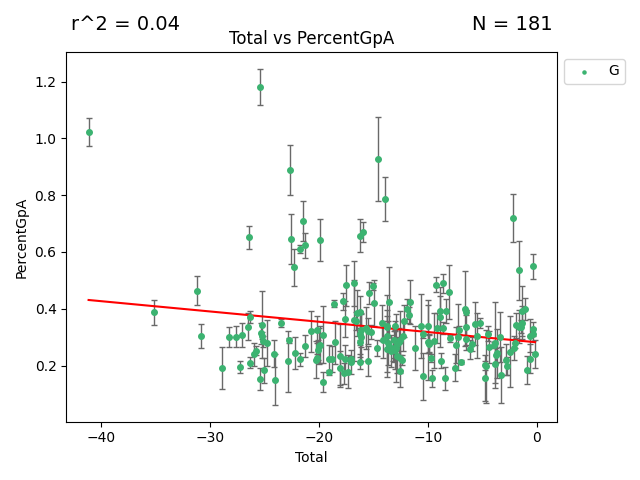 r^2 = 0.04 N = 181
Total vs PercentGpA
G
1.2
1.0
0.8
0.6
0.4
0.2
PercentGpA
−40 −30 −20 −10 0
Total